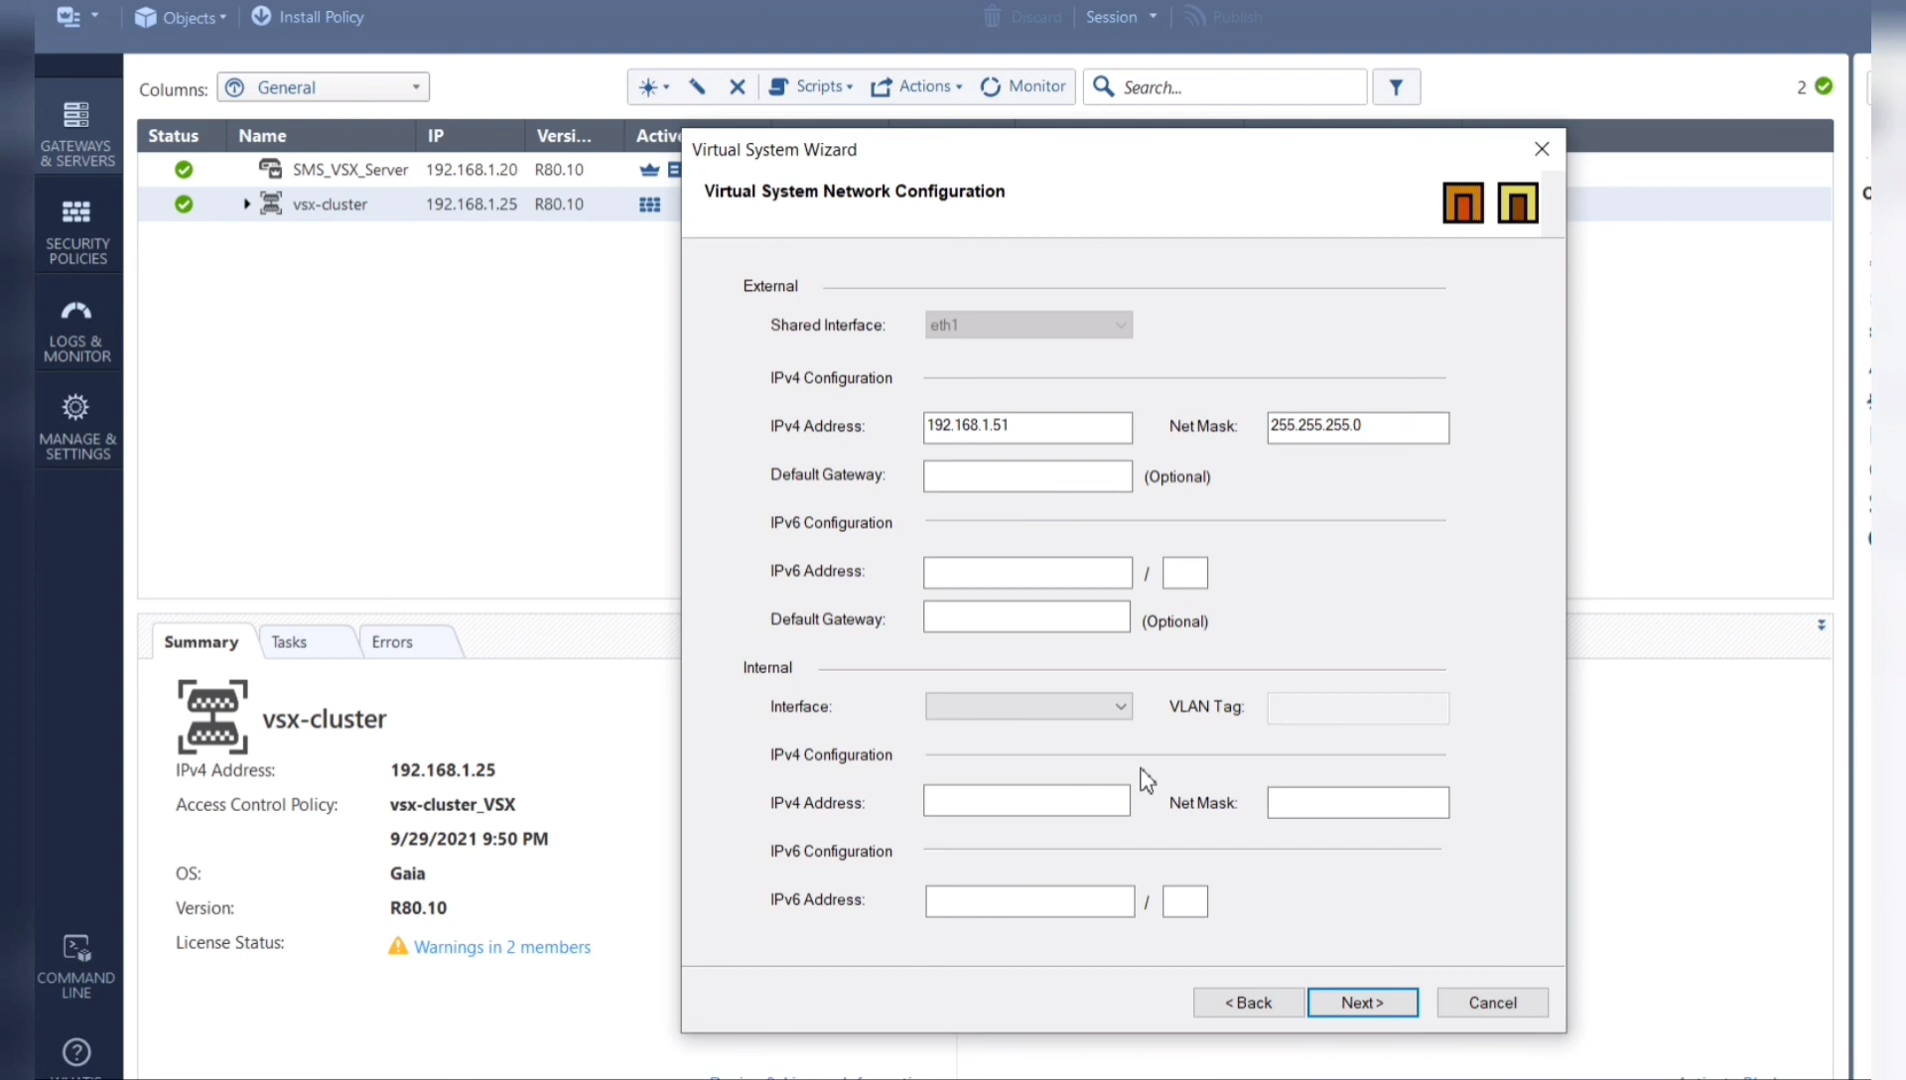 Objects
Install Policy
Discard
Session
Publish
Columns: General
Scripts
Actions
Monitor
Search...
2
GATEWAYS
& SERVERS
SECURITY
POLICIES
LOGS &
MONITOR
MANAGE &
SETTINGS
COMMAND
LINE
Status Name IP Versi...
SMS_VSX_Server 192.168.1.20 R80.10
vsx-cluster 192.168.1.25 R80.10
Summary Tasks Errors
vsx-cluster
IPv4 Address: 192.168.1.25
Access Control Policy: vsx-cluster_VSX
9/29/2021 9:50 PM
OS: Gaia
Version: R80.10
License Status: Warnings in 2 members
Virtual System Wizard
Virtual System Network Configuration
External
Shared Interface: eth1
IPv4 Configuration
IPv4 Address: 192.168.1.51 Net Mask: 255.255.255.0
Default Gateway: (Optional)
IPv6 Configuration
IPv6 Address: /
Default Gateway: (Optional)
Internal
Interface: VLAN Tag:
IPv4 Configuration
IPv4 Address: Net Mask:
IPv6 Configuration
IPv6 Address: /
< Back Next > Cancel